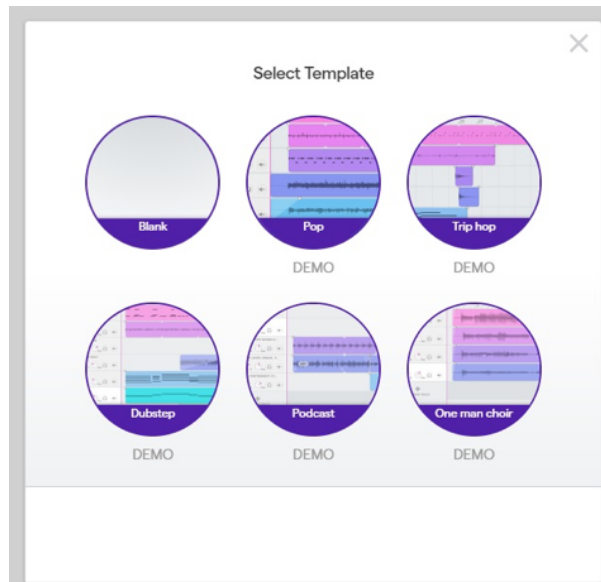 Select Template
Blank
Pop
Trip hop
DEMO
DEMO
Dubstep
Podcast
One man choir
DEMO
DEMO
DEMO